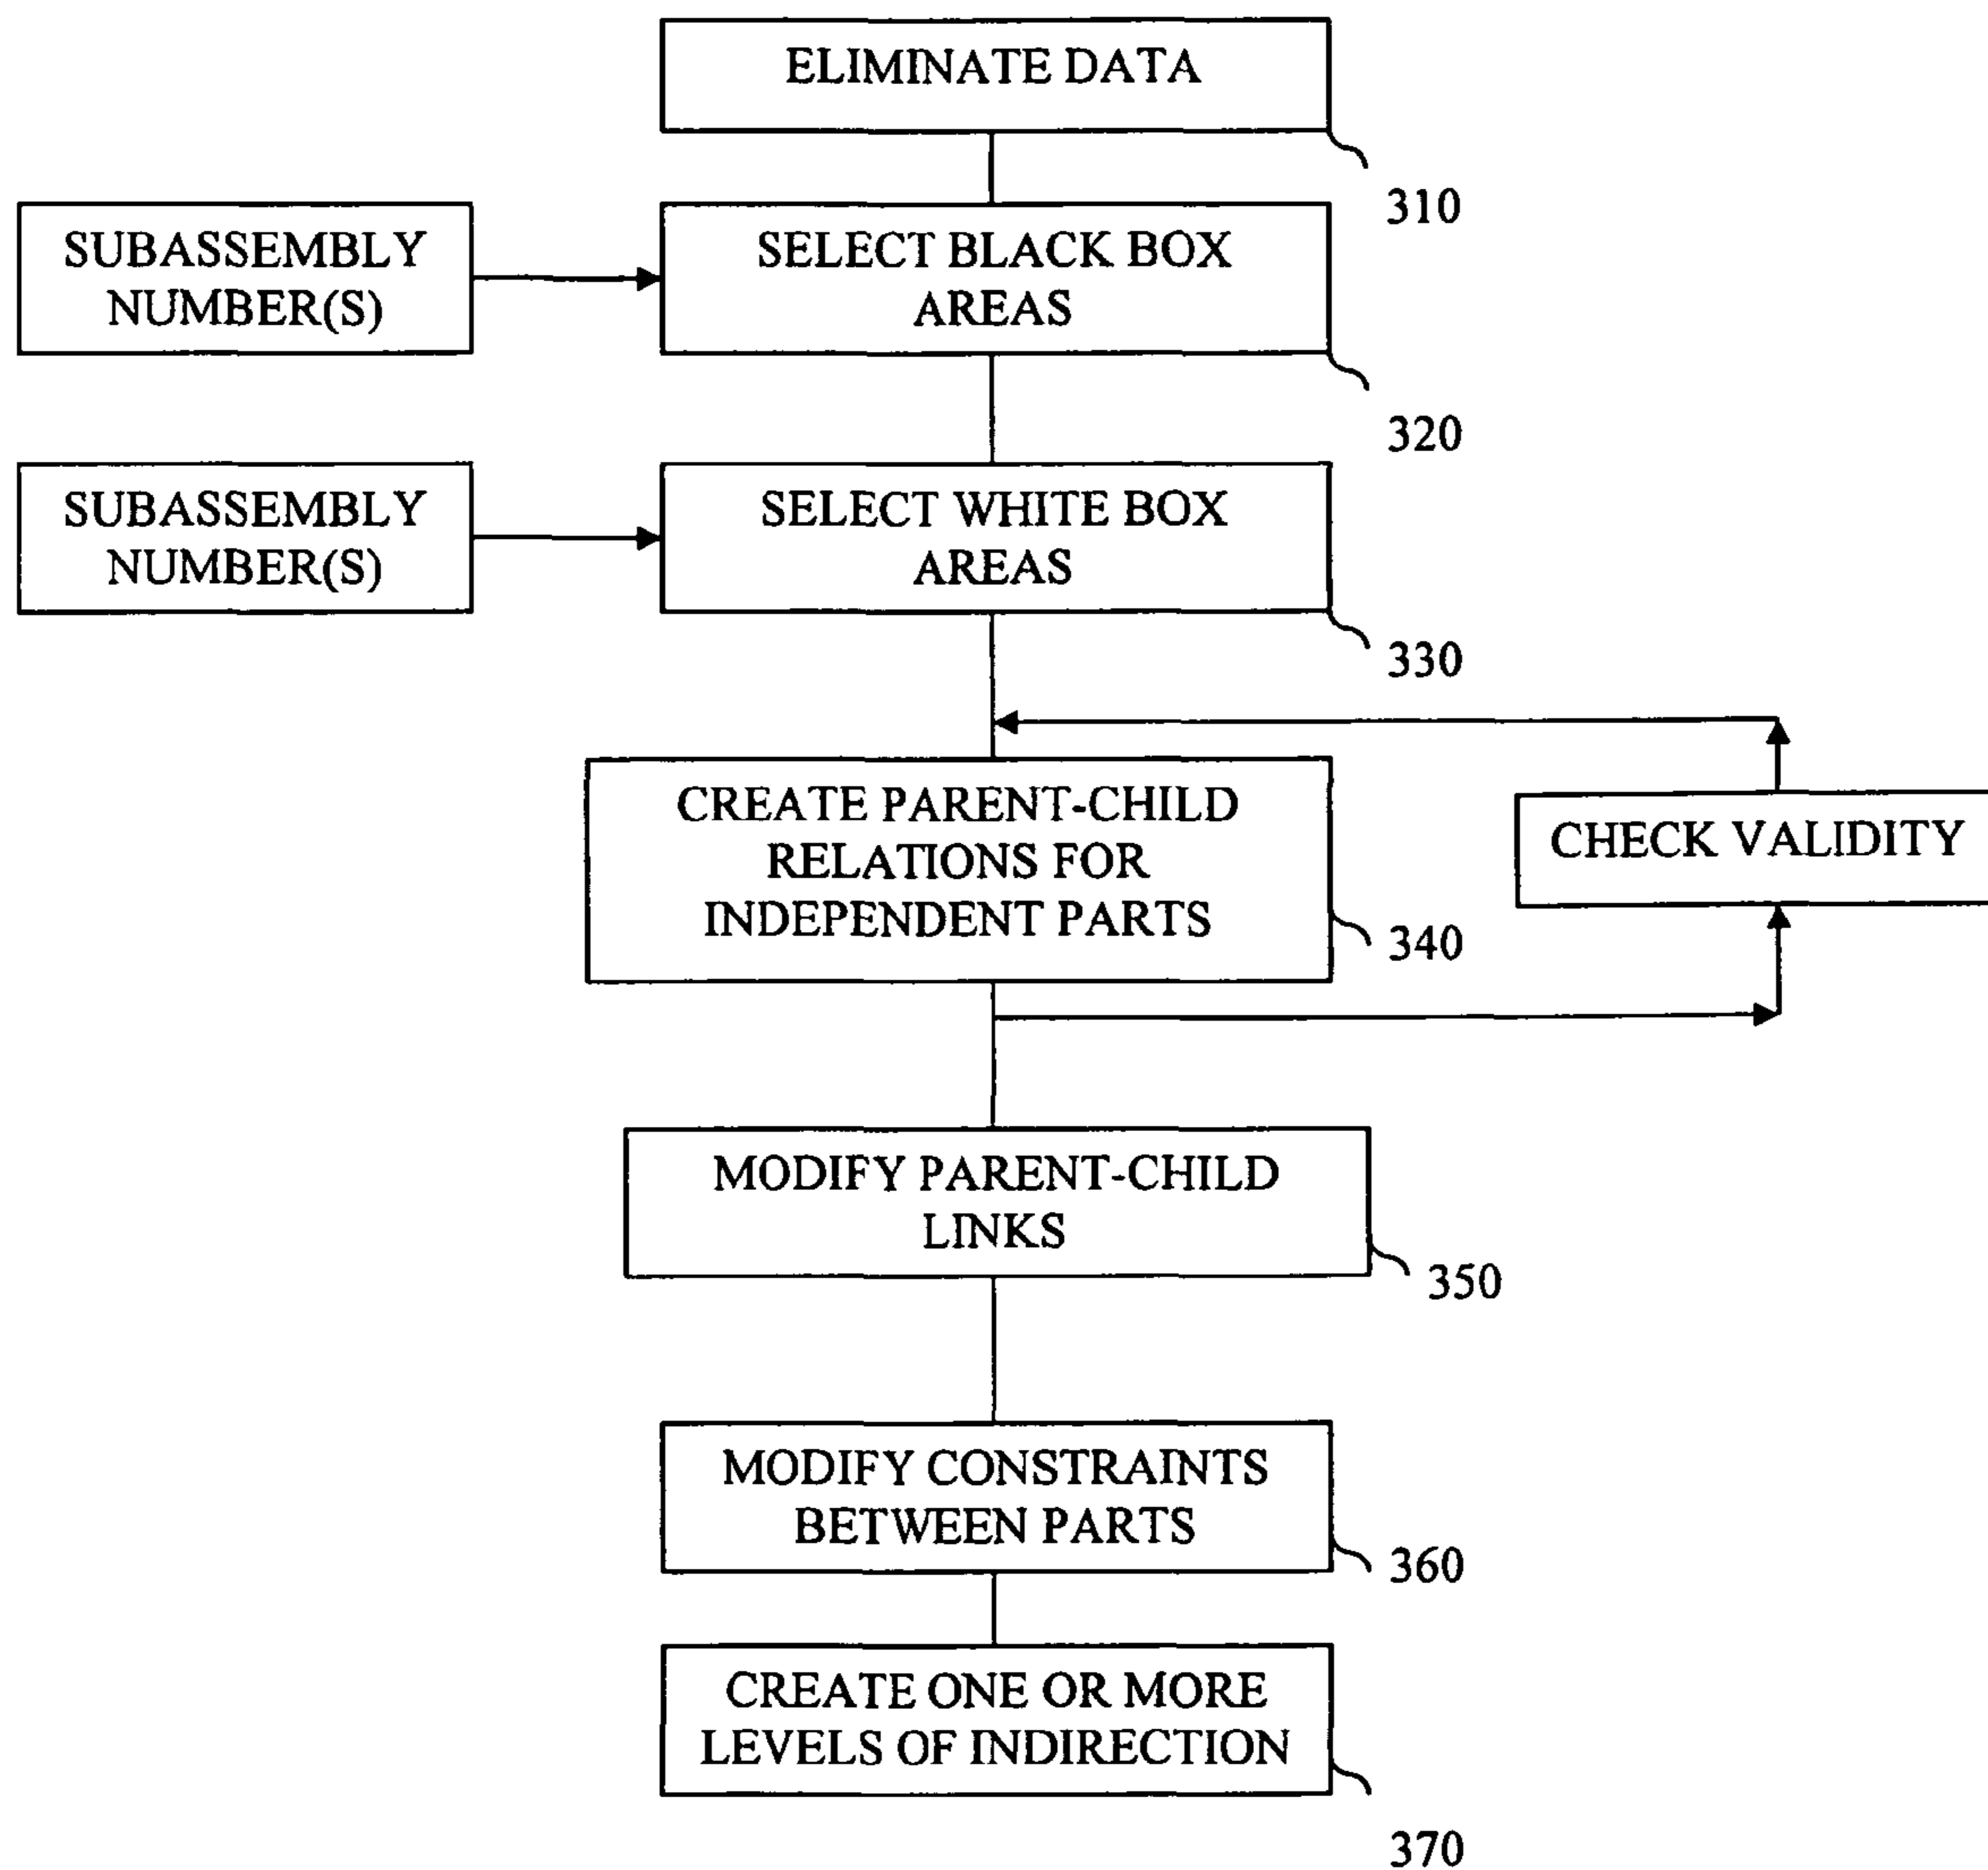 ELIMINATE DATA
310
SUBASSEMBLY
NUMBER(S)
SELECT BLACK BOX
AREAS
320
SUBASSEMBLY
NUMBER(S)
SELECT WHITE BOX
AREAS
330
CREATE PARENT-CHILD
RELATIONS FOR
INDEPENDENT PARTS
340
CHECK VALIDITY
MODIFY PARENT-CHILD
LINKS
350
MODIFY CONSTRAINTS
BETWEEN PARTS
360
CREATE ONE OR MORE
LEVELS OF INDIRECTION
370